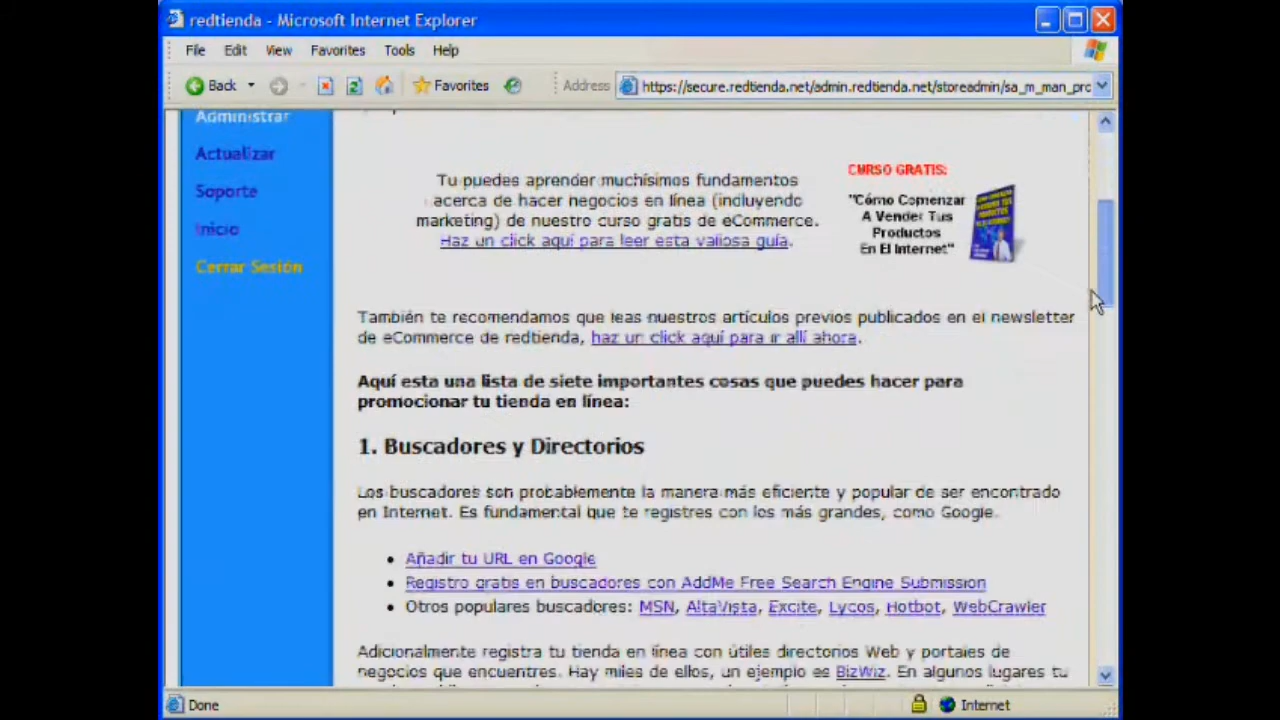 redtienda - Microsoft Internet Explorer
File Edit View Favorites Tools Help
Back Favorites Address https://secure.redtienda.net/admin.redtienda.net/storeadmin/sa_m_man_prc
Administrar
Actualizar
Soporte
Inicio
Cerrar Sesión
Tu puedes aprender muchísimos fundamentos
acerca de hacer negocios en línea (incluyendo
marketing) de nuestro curso gratis de eCommerce.
Haz un click aquí para leer esta valiosa guía.
CURSO GRATIS:
"Cómo Comenzar
A Vender Tus
Productos
En El Internet"
También te recomendamos que leas nuestros artículos previos publicados en el newsletter
de eCommerce de redtienda, haz un click aquí para ir allí ahora.
Aquí esta una lista de siete importantes cosas que puedes hacer para
promocionar tu tienda en línea:
1. Buscadores y Directorios
Los buscadores son probablemente la manera más eficiente y popular de ser encontrado
en Internet. Es fundamental que te registres con los más grandes, como Google.
• Añadir tu URL en Google
• Registro gratis en buscadores con AddMe Free Search Engine Submission
• Otros populares buscadores: MSN, AltaVista, Excite, Lycos, Hotbot, WebCrawler
Adicionalmente registra tu tienda en línea con útiles directorios Web y portales de
negocios que encuentres. Hay miles de ellos, un ejemplo es BizWiz. En algunos lugares tu
Done Internet